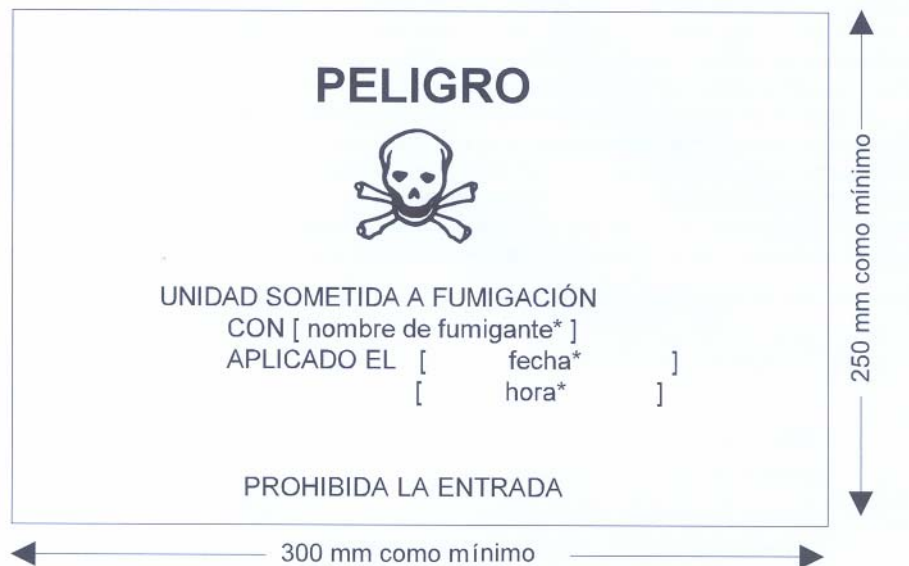 PELIGRO
UNIDAD SOMETIDA A FUMIGACIÓN
CON [ nombre de fumigante* ]
APLICADO EL [ fecha* ]
[ hora* ]
PROHIBIDA LA ENTRADA
250 mm como mínimo
300 mm como mínimo